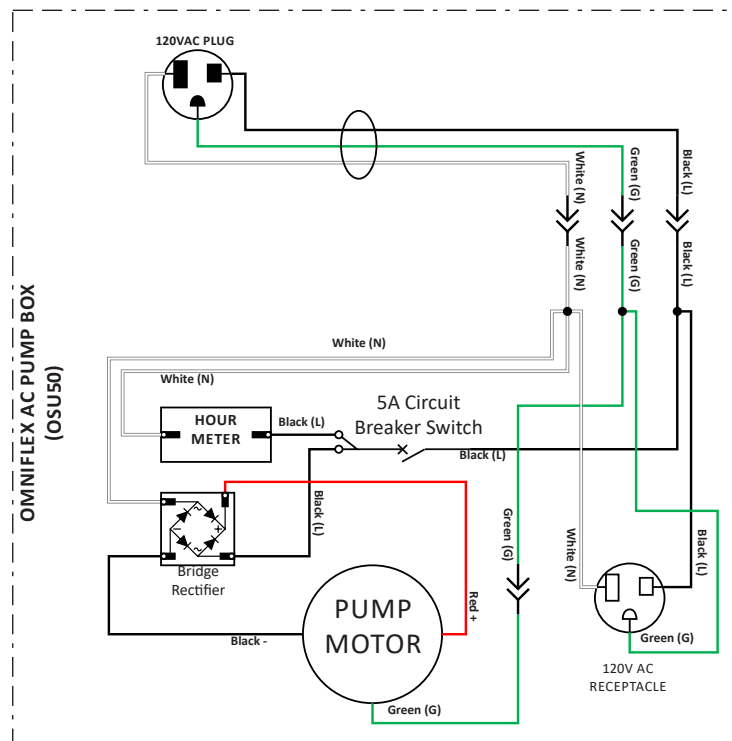 120VAC PLUG
White (N)
Green (G)
Black (L)
White (N)
Green (G)
Black (L)
OMNIFLEX AC PUMP BOX
(OSU50)
White (N)
White (N)
HOUR
METER
Black (L)
5A Circuit
Breaker Switch
Black (L)
Black (L)
Green (G)
White (N)
Black (L)
~
− +
~
Bridge
Rectifier
PUMP
MOTOR
Red +
Black -
Green (G)
Green (G)
120V AC
RECEPTACLE